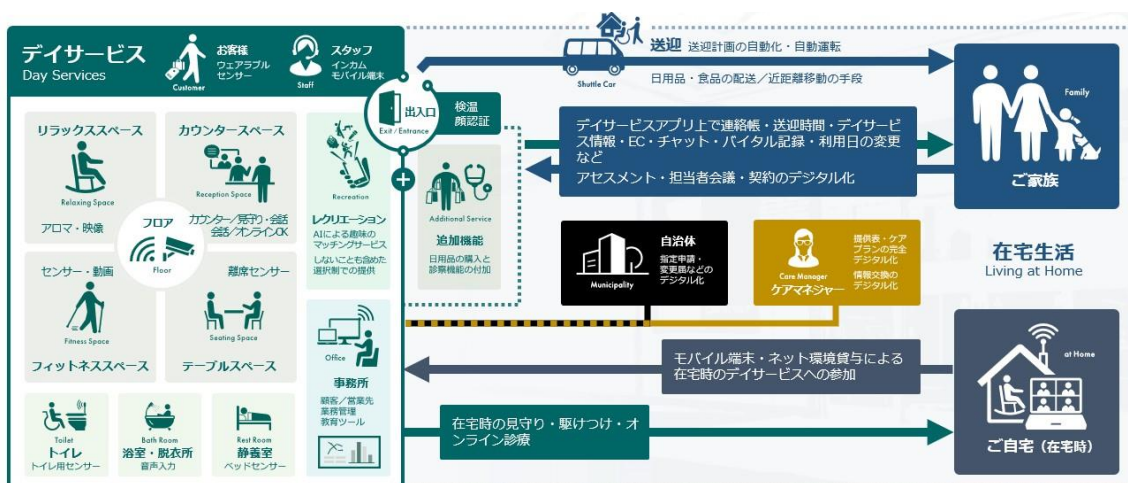 デイサービス
Day Services
お客様
ウェアラブル
センサー
Customer
スタッフ
インカム
モバイル端末
Staff
出入口
Exit / Entrance
検温
顔認証
リラックススペース
Relaxing Space
アロマ・映像
カウンタースペース
Reception Space
カウンター/見守り・会話
会話/オンラインOK
フロア
Floor
センサー・動画
Fitness Space
フィットネススペース
離席センサー
Seating Space
テーブルスペース
Recreation
レクリエーション
AIによる趣味の
マッチングサービス
しないことも含めた
選択制での提供
Additional Service
追加機能
日用品の購入と
診察機能の付加
Office
事務所
顧客/営業先
業務管理
教育ツール
Toilet
トイレ
トイレ用センサー
Bath Room
浴室・脱衣所
音声入力
Rest Room
静養室
ベッドセンサー
Shuttle Car
送迎 送迎計画の自動化・自動運転
日用品・食品の配送/近距離移動の手段
デイサービスアプリ上で連絡帳・送迎時間・デイサービ
ス情報・EC・チャット・バイタル記録・利用日の変更
など
アセスメント・担当者会議・契約のデジタル化
Family
ご家族
Municipality
自治体
指定申請・
変更届などの
デジタル化
Care Manager
ケアマネジャー
提供表・ケア
プランの完全
デジタル化
情報交換の
デジタル化
在宅生活
Living at Home
モバイル端末・ネット環境貸与による
在宅時のデイサービスへの参加
在宅時の見守り・駆けつけ・オ
ンライン診療
at Home
ご自宅（在宅時）